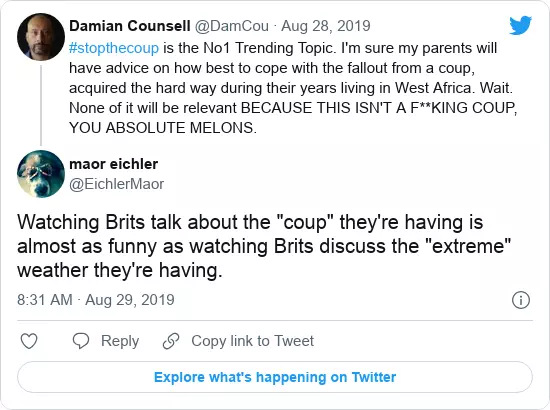 Damian Counsell @DamCou · Aug 28, 2019
#stopthecoup is the No1 Trending Topic. I'm sure my parents will
have advice on how best to cope with the fallout from a coup,
acquired the hard way during their years living in West Africa. Wait.
None of it will be relevant BECAUSE THIS ISN'T A F**KING COUP,
YOU ABSOLUTE MELONS.
maor eichler
@EichlerMaor
Watching Brits talk about the "coup" they're having is
almost as funny as watching Brits discuss the "extreme"
weather they're having.
8:31 AM · Aug 29, 2019
Reply Copy link to Tweet
Explore what's happening on Twitter